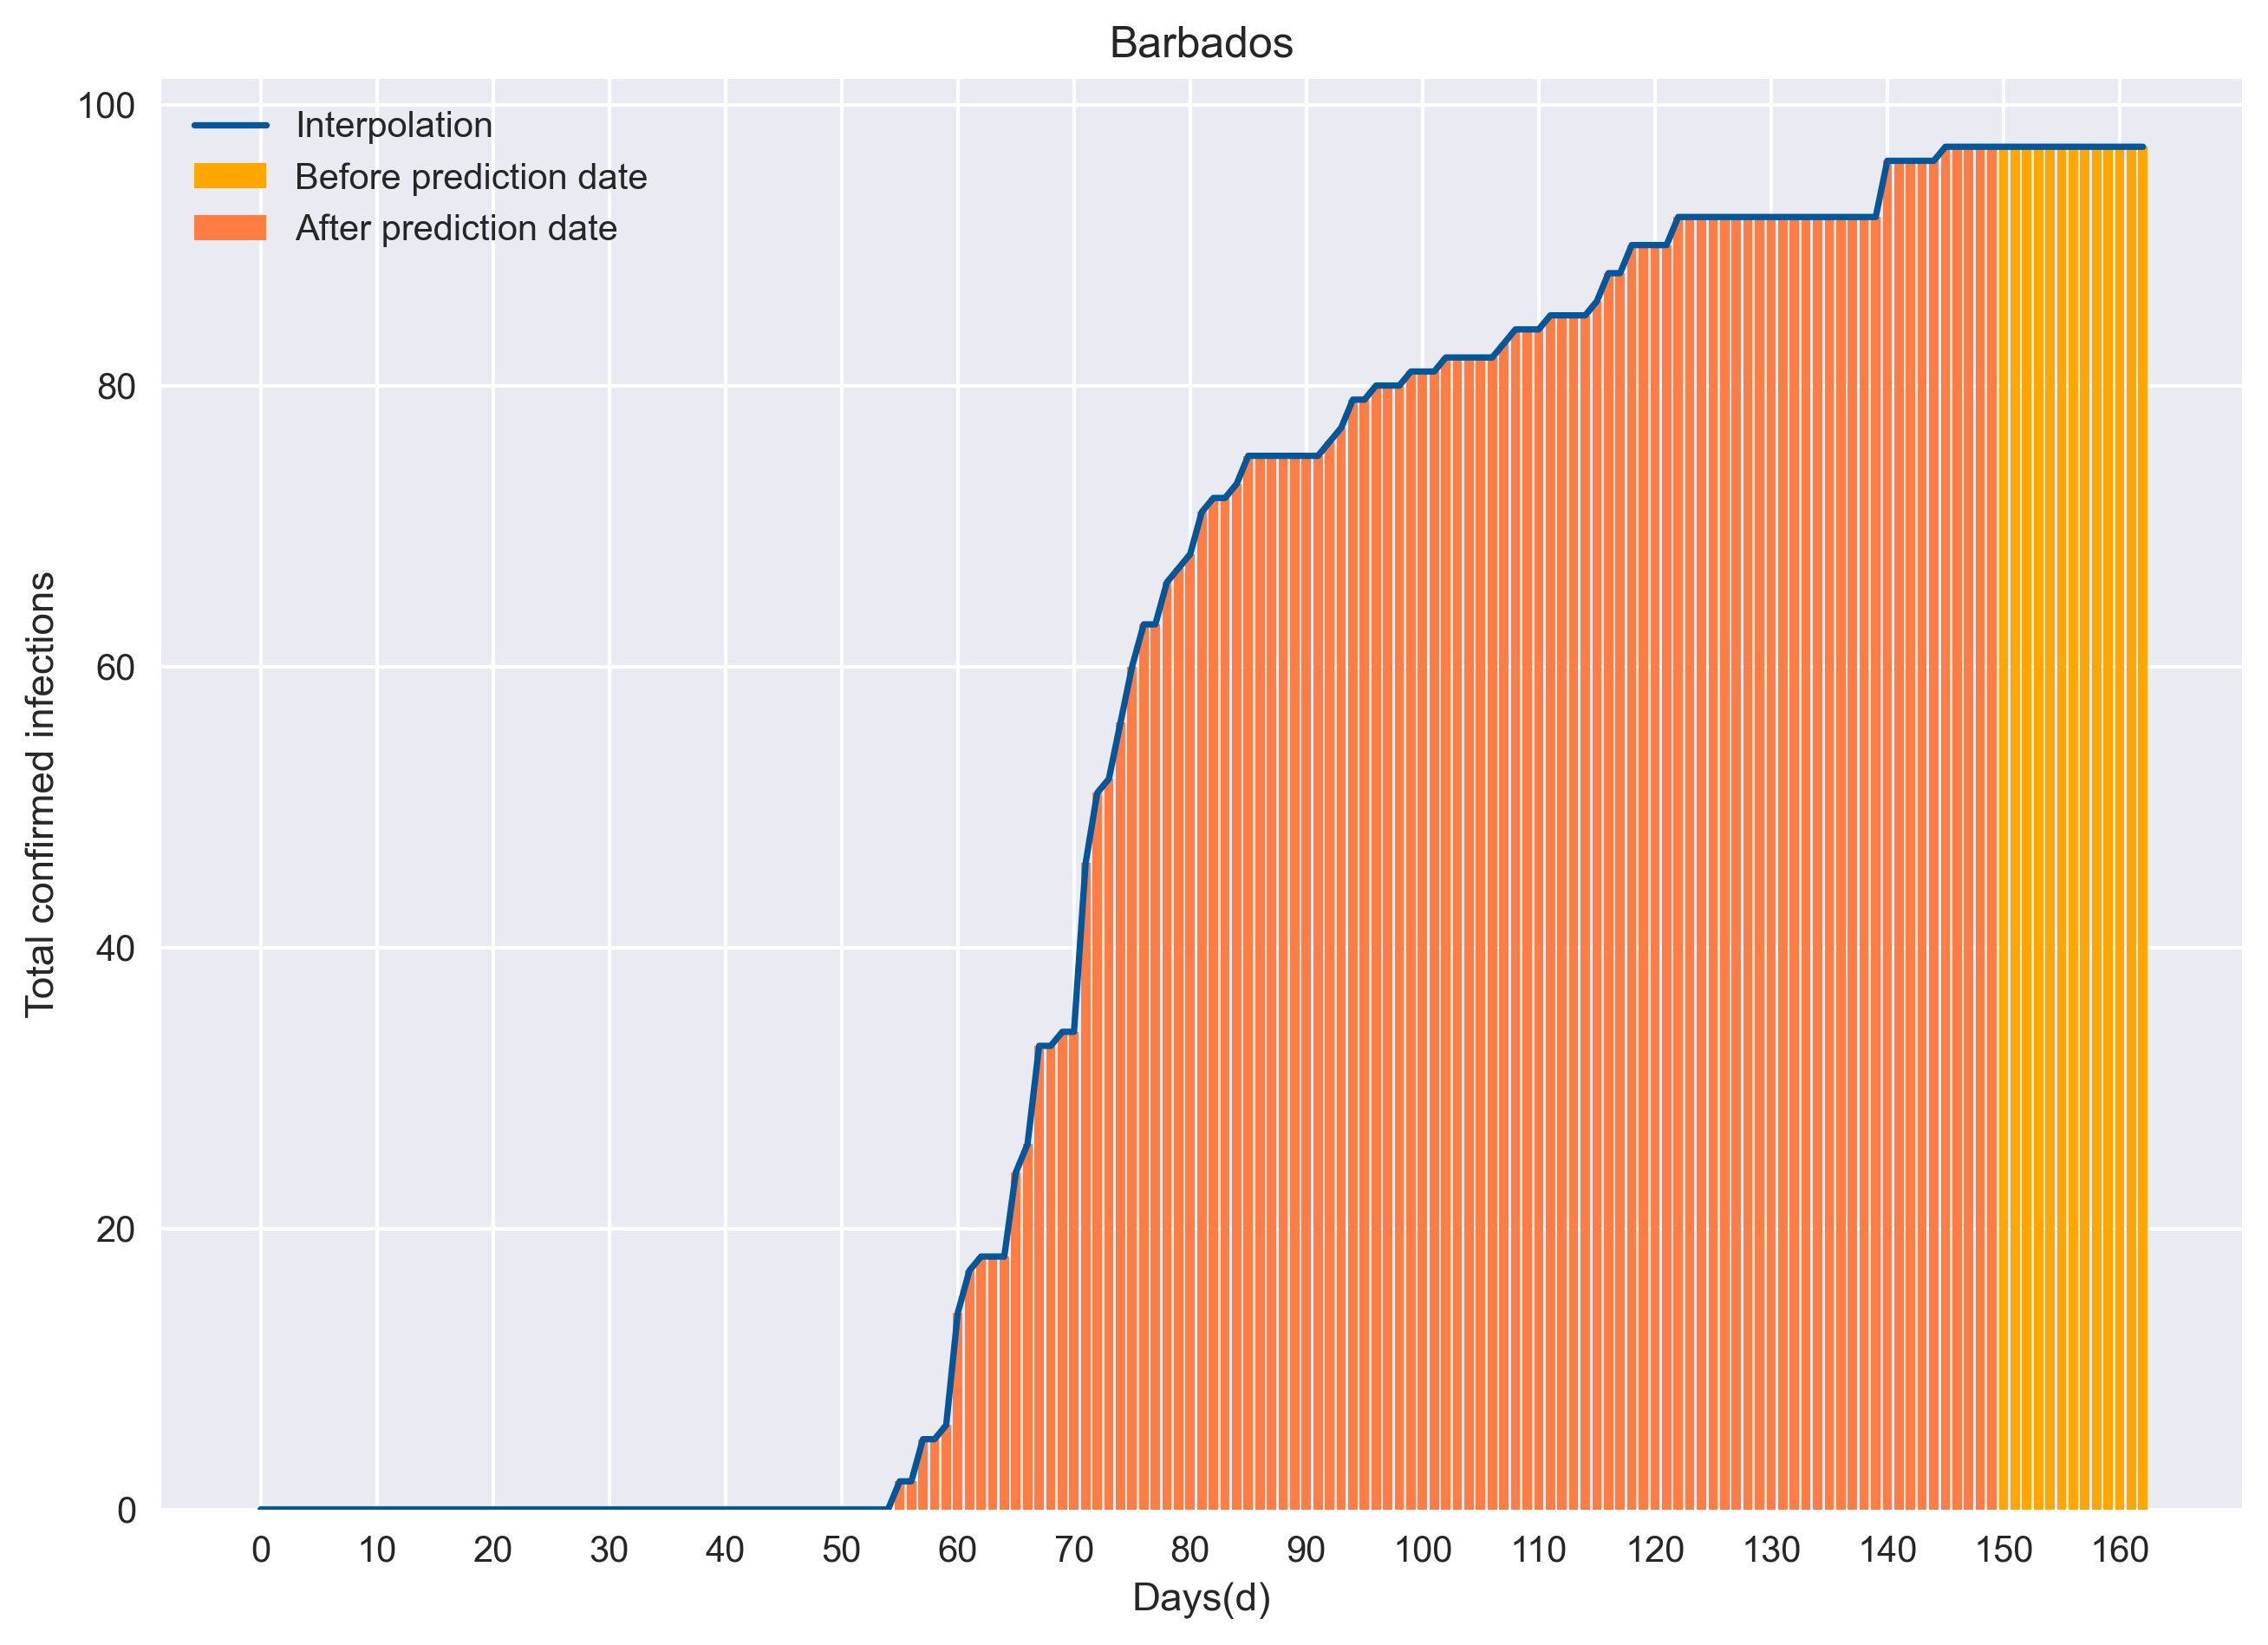 Barbados
Interpolation
Before prediction date
After prediction date
Total confirmed infections
100
80
60
40
20
0
0 10 20 30 40 50 60 70 80 90 100 110 120 130 140 150 160
Days(d)